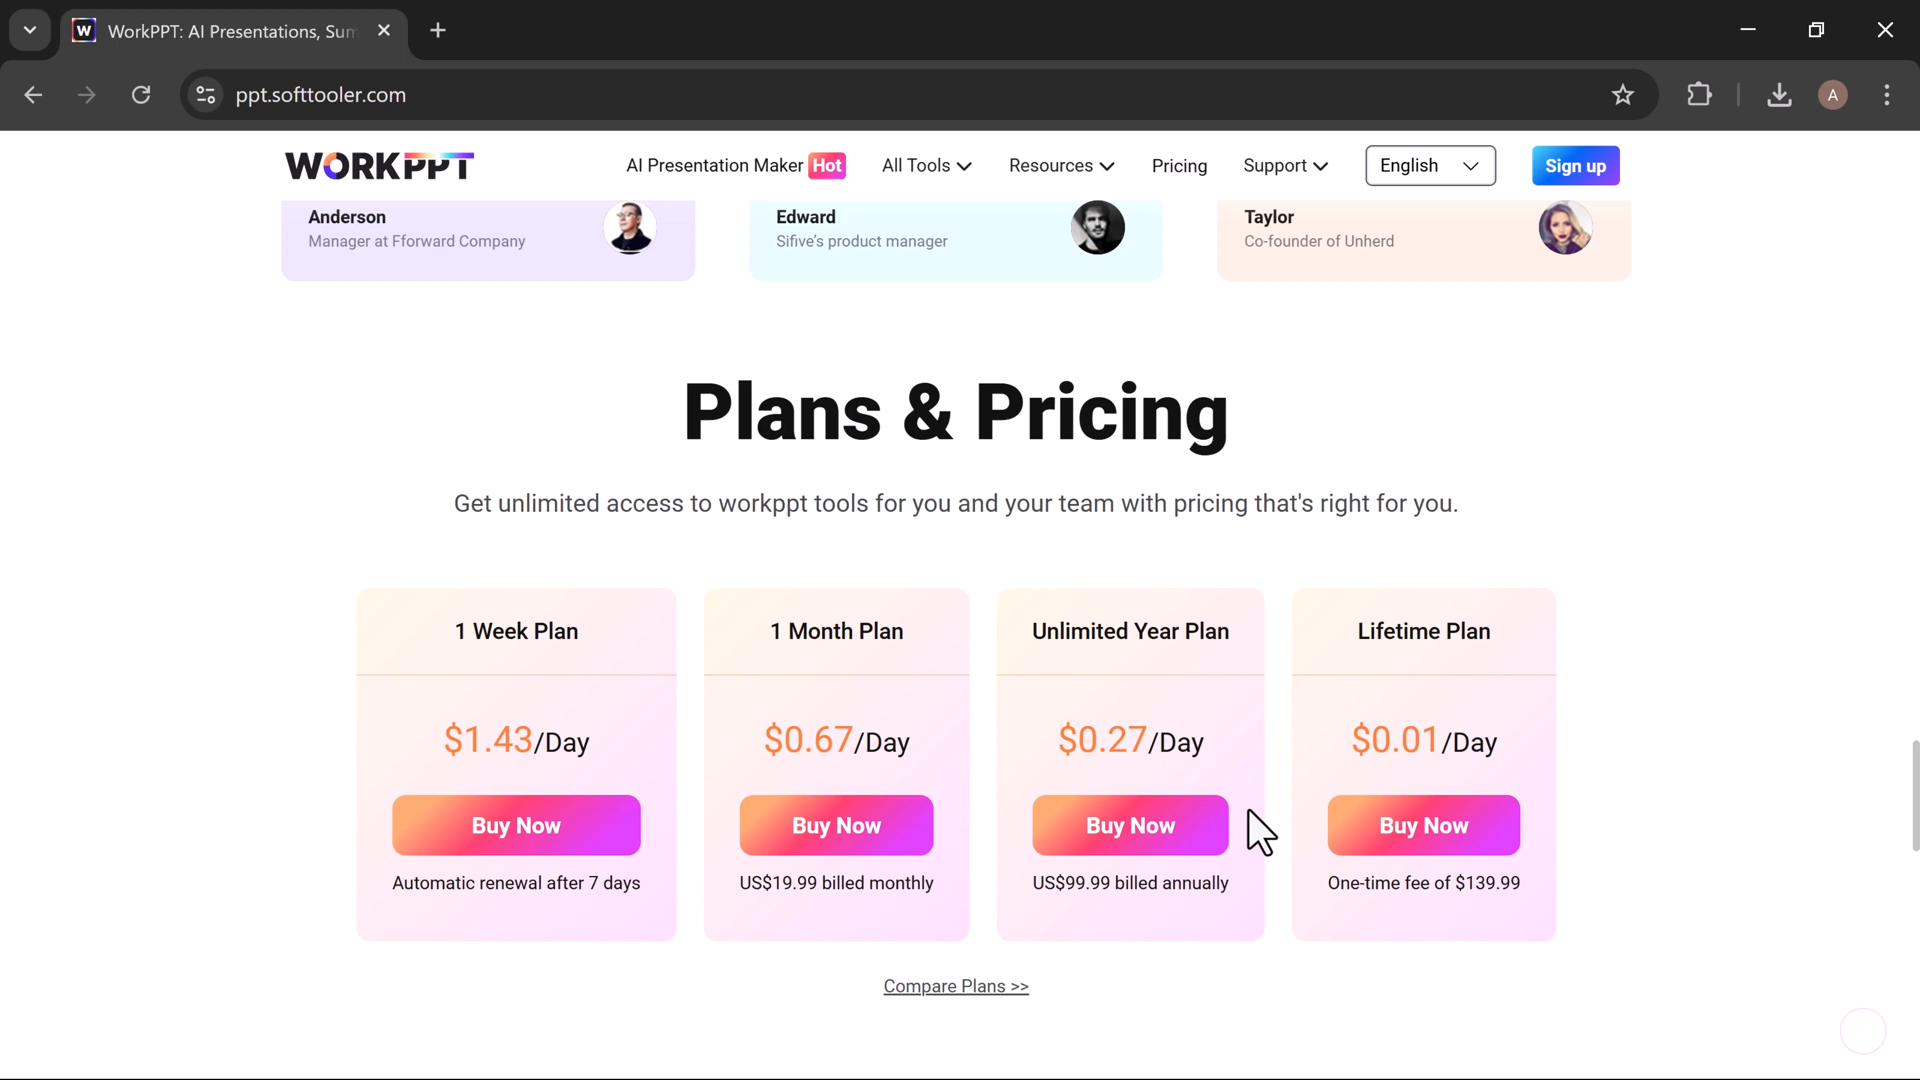 W WorkPPT: AI Presentations, Sum
ppt.softtooler.com
A
WORKPPT
AI Presentation Maker Hot All Tools Resources Pricing Support English Sign up
Anderson
Manager at Fforward Company
Edward
Sifive’s product manager
Taylor
Co-founder of Unherd
Plans & Pricing
Get unlimited access to workppt tools for you and your team with pricing that's right for you.
1 Week Plan
$1.43/Day
Buy Now
Automatic renewal after 7 days
1 Month Plan
$0.67/Day
Buy Now
US$19.99 billed monthly
Unlimited Year Plan
$0.27/Day
Buy Now
US$99.99 billed annually
Lifetime Plan
$0.01/Day
Buy Now
One-time fee of $139.99
Compare Plans >>